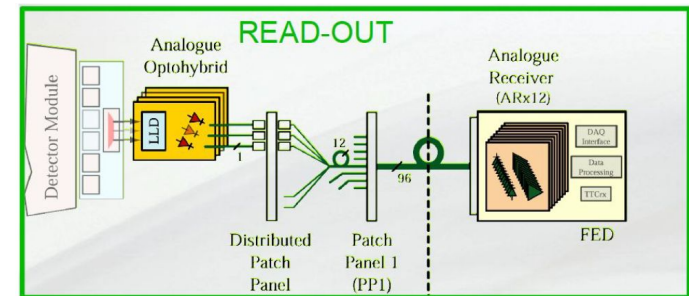 READ-OUT
Analogue
Optohybrid
Detector Module
LLD
1
Distributed
Patch
Panel
12
Patch
Panel 1
(PP1)
96
Analogue
Receiver
(ARx12)
DAQ
Interface
Data
Processing
TTCrx
FED